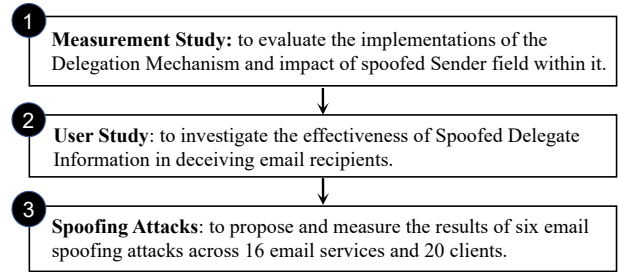 1
Measurement Study: to evaluate the implementations of the
Delegation Mechanism and impact of spoofed Sender field within it.
2
User Study: to investigate the effectiveness of Spoofed Delegate
Information in deceiving email recipients.
3
Spoofing Attacks: to propose and measure the results of six email
spoofing attacks across 16 email services and 20 clients.